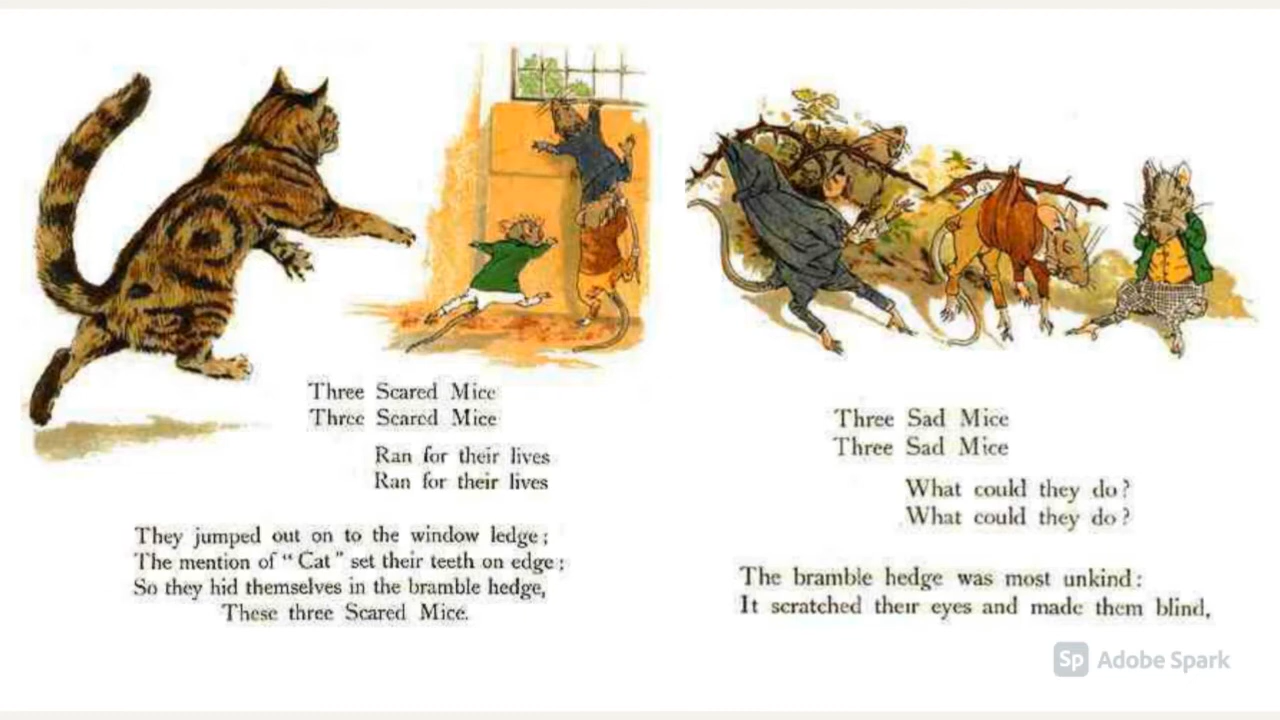 Three Scared Mice
Three Scared Mice
Ran for their lives
Ran for their lives
They jumped out on to the window ledge;
The mention of "Cat" set their teeth on edge;
So they hid themselves in the bramble hedge,
These three Scared Mice.
Three Sad Mice
Three Sad Mice
What could they do?
What could they do?
The bramble hedge was most unkind:
It scratched their eyes and made them blind,
Sp Adobe Spark